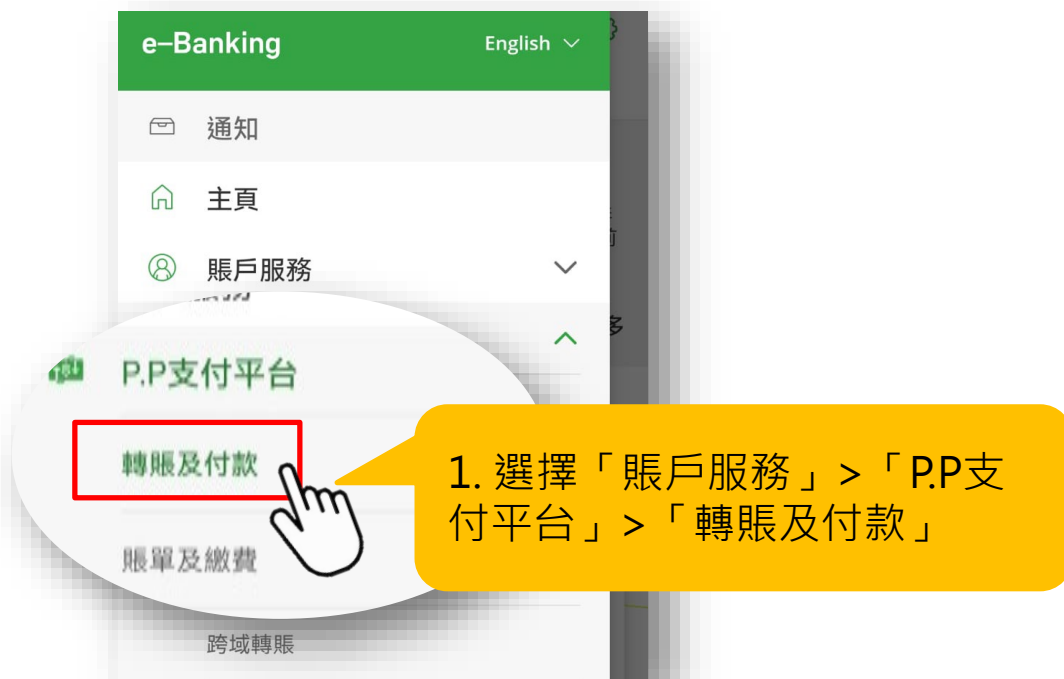 e-Banking English
通知
主頁
賬戶服務
P.P支付平台
轉賬及付款
賬單及繳費
跨域轉賬
1. 選擇「賬戶服務」>「P.P支
付平台」>「轉賬及付款」
多